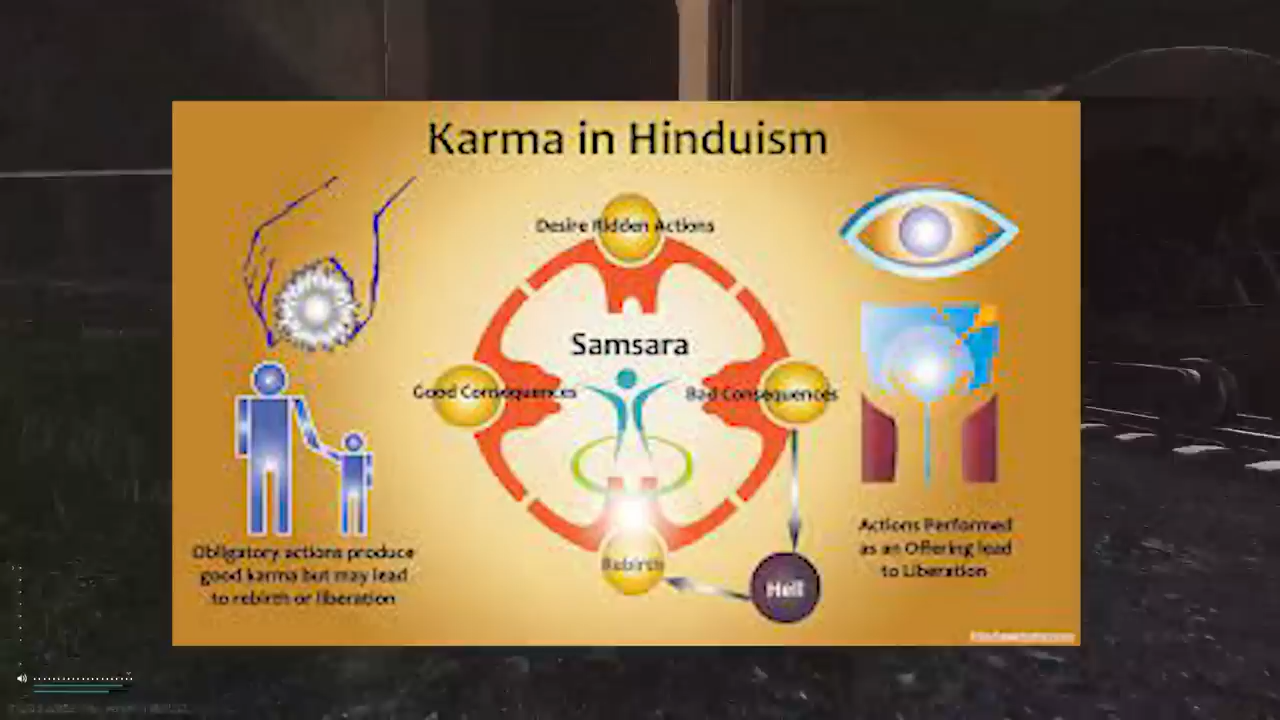 Karma in Hinduism
Desire Ridden Actions
Samsara
Good Consequences
Bad Consequences
Rebirth
Hell
Obligatory actions produce
good karma but may lead
to rebirth or liberation
Actions Performed
as an Offering lead
to Liberation